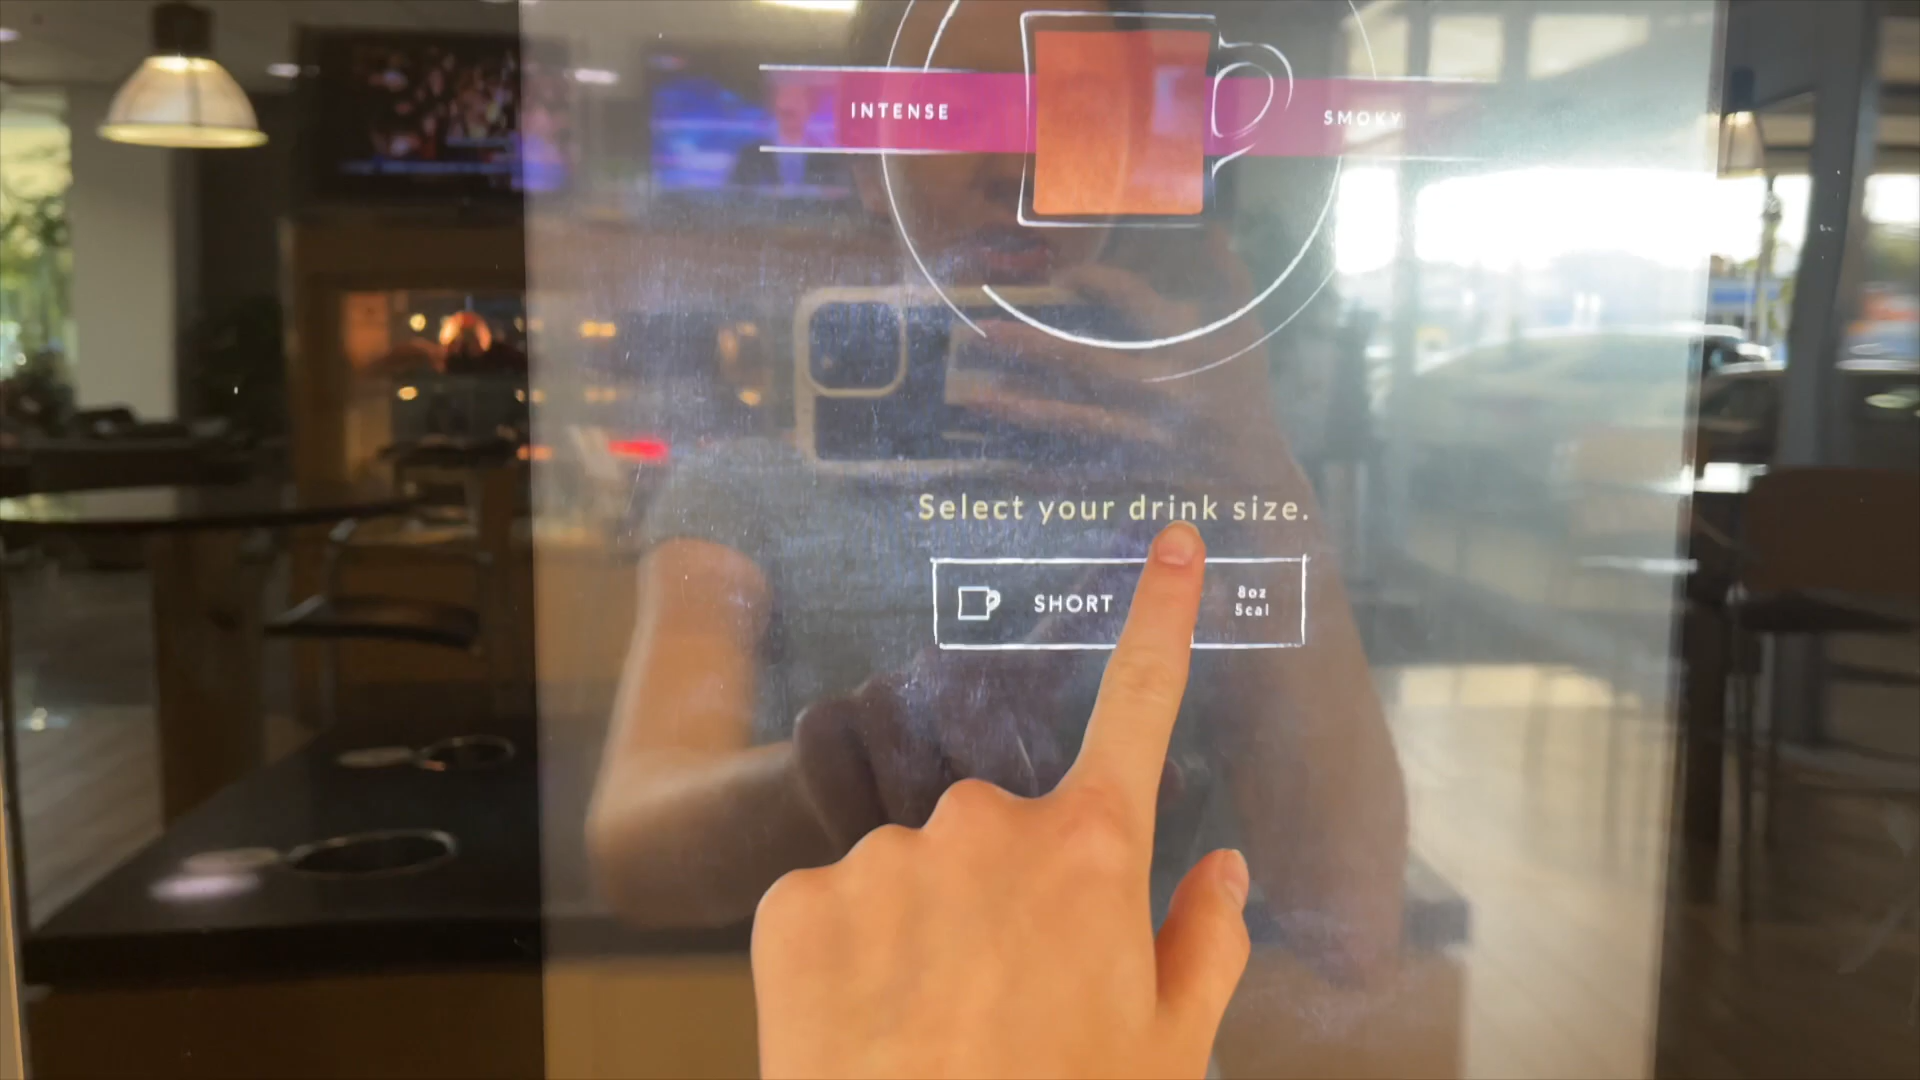 INTENSE
SMOKY
Select your drink size.
SHORT
8oz
5cal